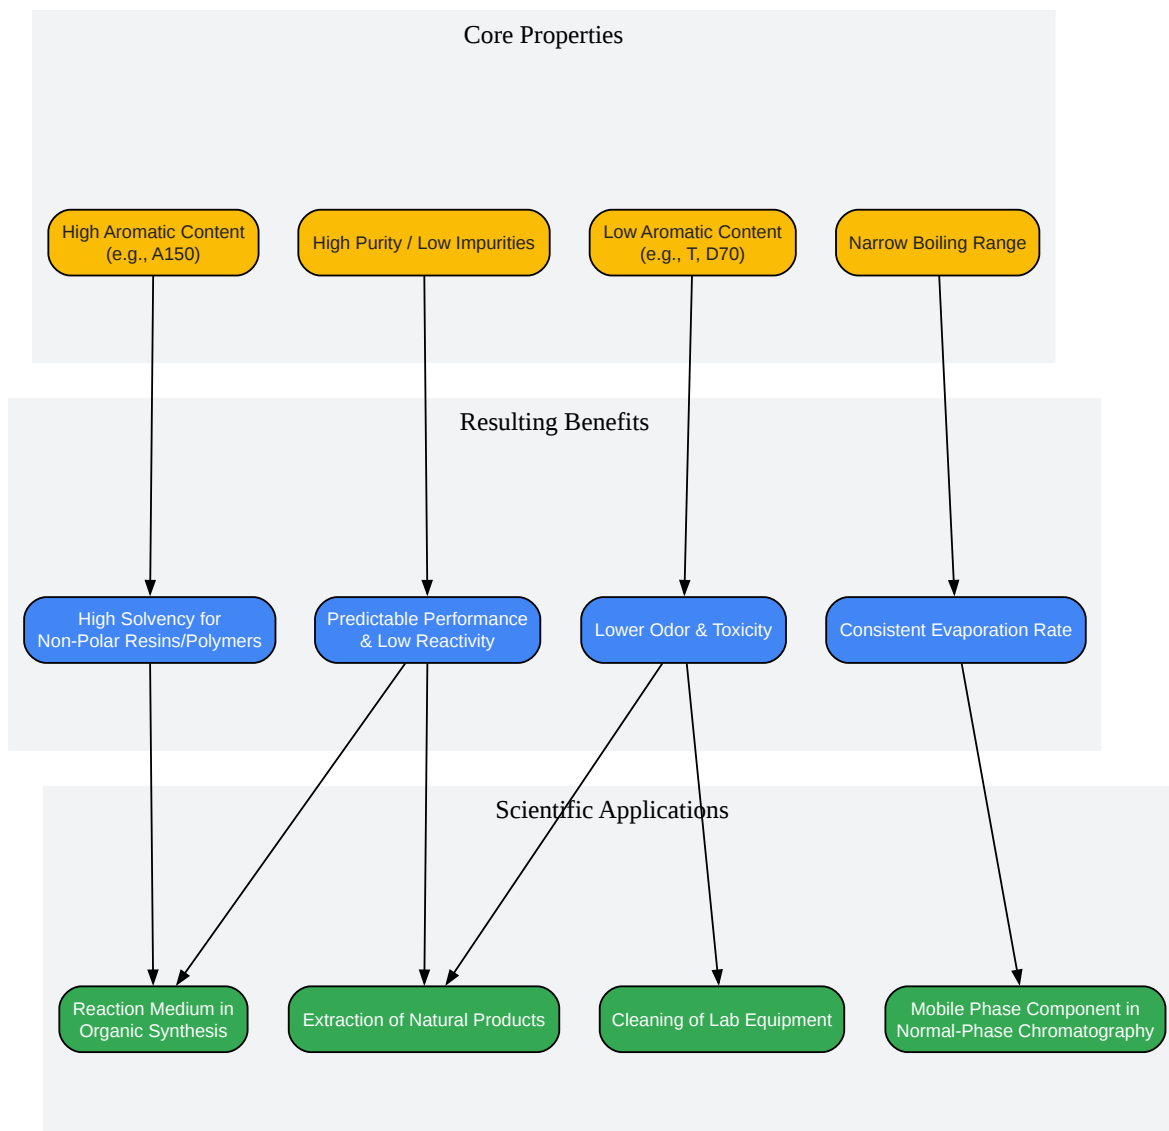 Core Properties
High Aromatic Content
(e.g., A150)
High Purity / Low Impurities
Low Aromatic Content
(e.g., T, D70)
Narrow Boiling Range
Resulting Benefits
High Solvency for
Non-Polar Resins/Polymers
Predictable Performance
& Low Reactivity
Lower Odor & Toxicity
Consistent Evaporation Rate
Scientific Applications
Reaction Medium in
Organic Synthesis
Extraction of Natural Products
Cleaning of Lab Equipment
Mobile Phase Component in
Normal-Phase Chromatography